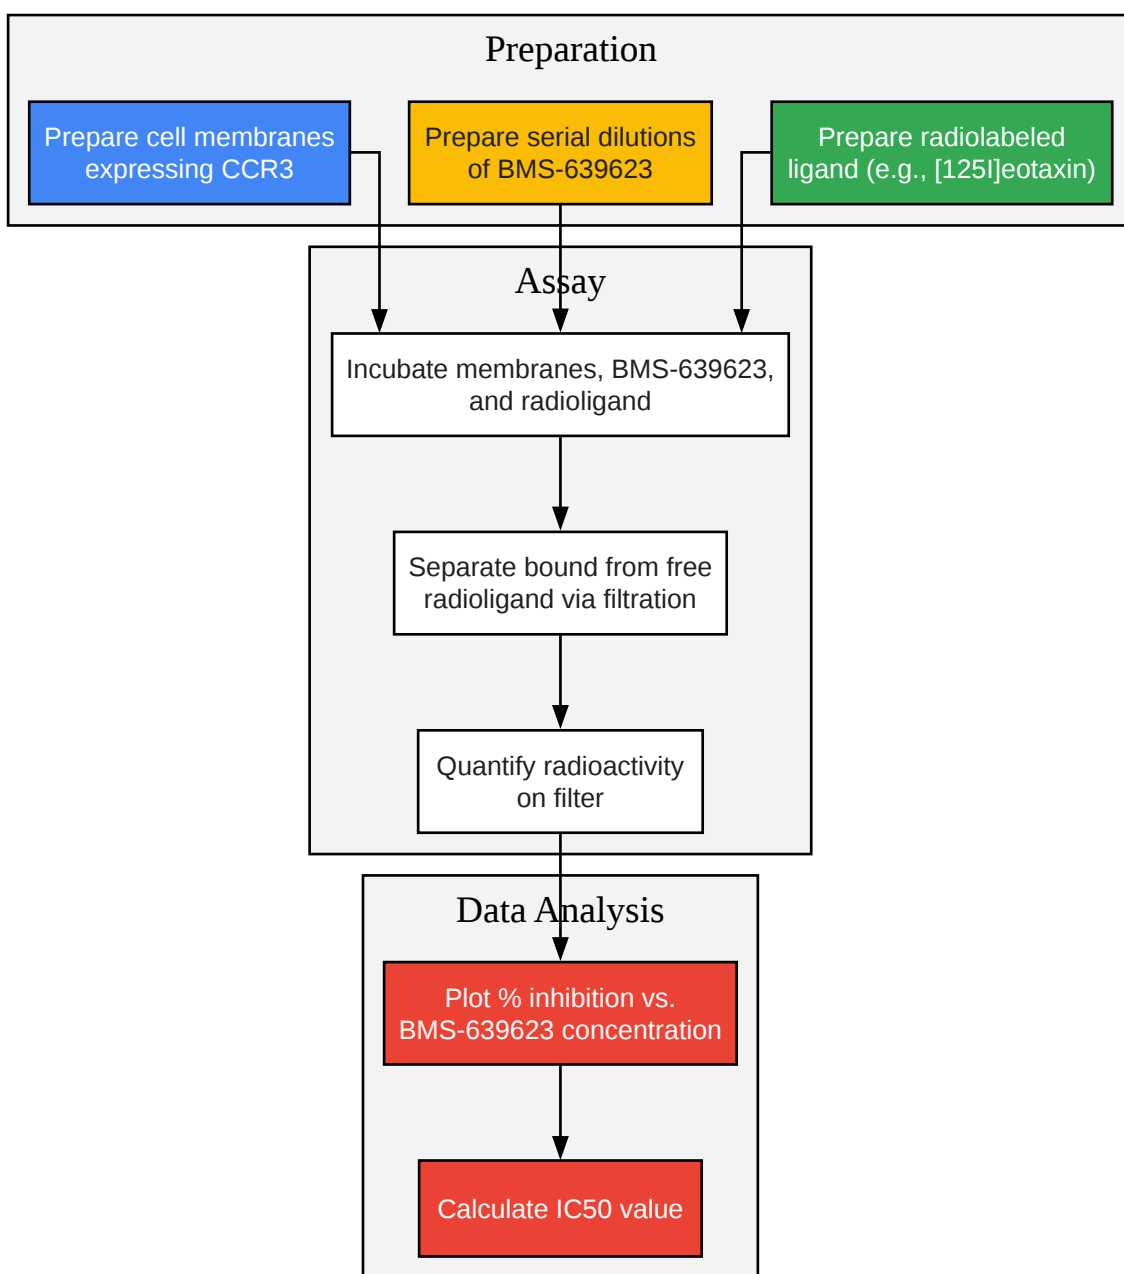 Preparation
Prepare cell membranes
expressing CCR3
Prepare serial dilutions
of BMS-639623
Prepare radiolabeled
ligand (e.g., [125I]eotaxin)
Assay
Incubate membranes, BMS-639623,
and radioligand
Separate bound from free
radioligand via filtration
Quantify radioactivity
on filter
Data Analysis
Plot % inhibition vs.
BMS-639623 concentration
Calculate IC50 value